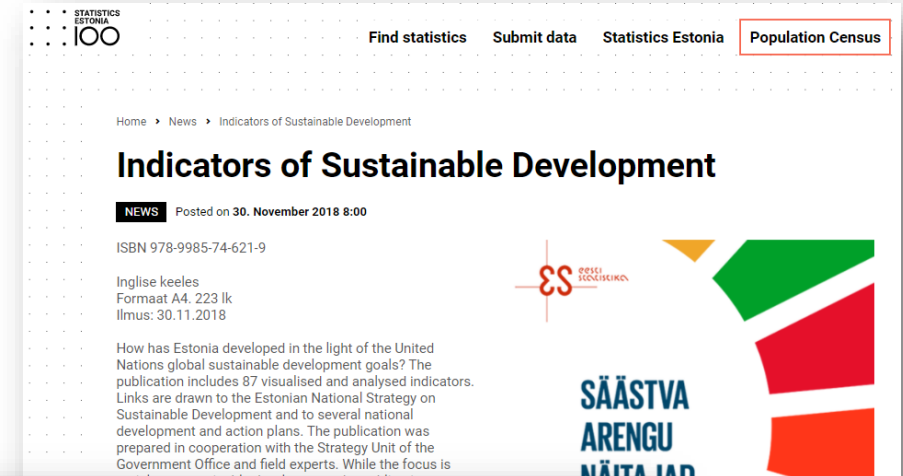 STATISTICS
ESTONIA
100
Find statistics Submit data Statistics Estonia Population Census
Home > News > Indicators of Sustainable Development
Indicators of Sustainable Development
NEWS Posted on 30. November 2018 8:00
ISBN 978-9985-74-621-9
Inglise keeles
Formaat A4. 223 lk
Ilmus: 30.11.2018
How has Estonia developed in the light of the United
Nations global sustainable development goals? The
publication includes 87 visualised and analysed indicators.
Links are drawn to the Estonian National Strategy on
Sustainable Development and to several national
development and action plans. The publication was
prepared in cooperation with the Strategy Unit of the
Government Office and field experts. While the focus is
ES eesti
statistika
SÄÄSTVA
ARENGU
NÄITAJAD